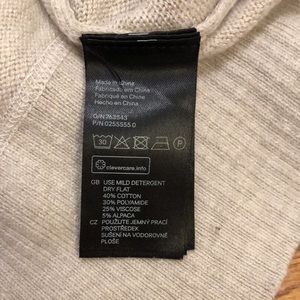 Made in China
Fabricado em China
Fabriqué en Chine
Hecho en China
O/N 763543
P/N 0255555 0
30
P
clevercare.info
GB USE MILD DETERGENT
DRY FLAT
40% COTTON
30% POLYAMIDE
25% VISCOSE
5% ALPACA
CZ POUŽIJTE JEMNÝ PRACÍ
PROSTŘEDEK
SUŠENÍ NA VODOROVNÉ
PLOŠE